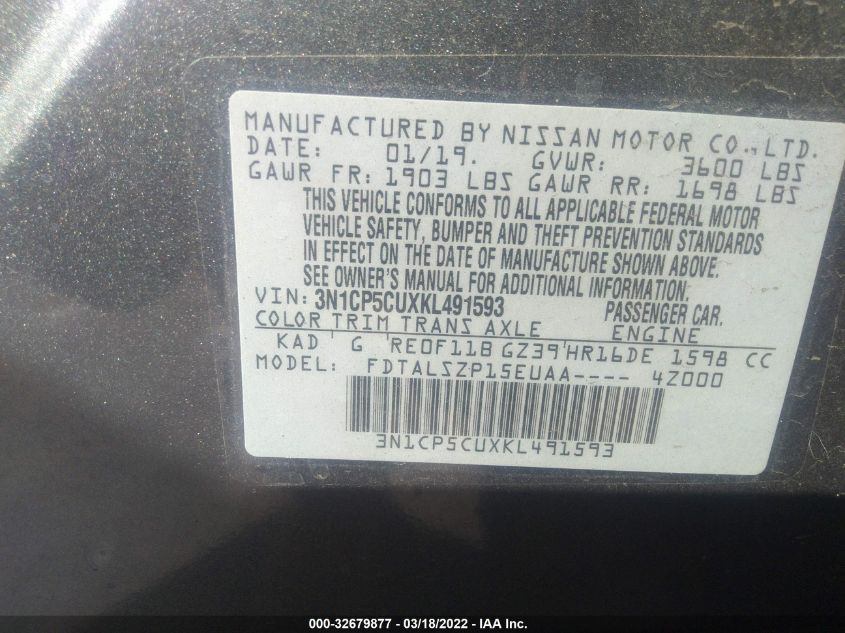 MANUFACTURED BY NISSAN MOTOR CO., LTD.
DATE: 01/19. GVWR: 3600 LBS
GAWR FR: 1903 LBS GAWR RR: 1698 LBS
THIS VEHICLE CONFORMS TO ALL APPLICABLE FEDERAL MOTOR
VEHICLE SAFETY, BUMPER AND THEFT PREVENTION STANDARDS
IN EFFECT ON THE DATE OF MANUFACTURE SHOWN ABOVE.
SEE OWNER'S MANUAL FOR ADDITIONAL INFORMATION.
VIN: 3N1CP5CUXKL491593 PASSENGER CAR.
COLOR TRIM TRANS AXLE ENGINE
KAD G RE0F11B GZ39 HR16DE 1598 CC
MODEL: FDTALSZP15EUAA---- 4Z000
3N1CP5CUXKL491593
000-32679877 - 03/18/2022 - IAA Inc.